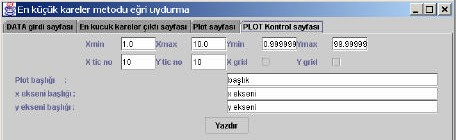 En küçük kareler metodu eğri uydurma
DATA girdi sayfası En kucuk kareler çıktı sayfası Plot sayfası PLOT Kontrol sayfası
Xmin 1.0 Xmax 10.0 Ymin 0.999999 Ymax 99.99999
X tic no 10 Y tic no 10 X grid Y grid
Plot başlığı : başlık
x ekseni başlığı : x ekseni
y ekseni başlığı : y ekseni
Yazdır